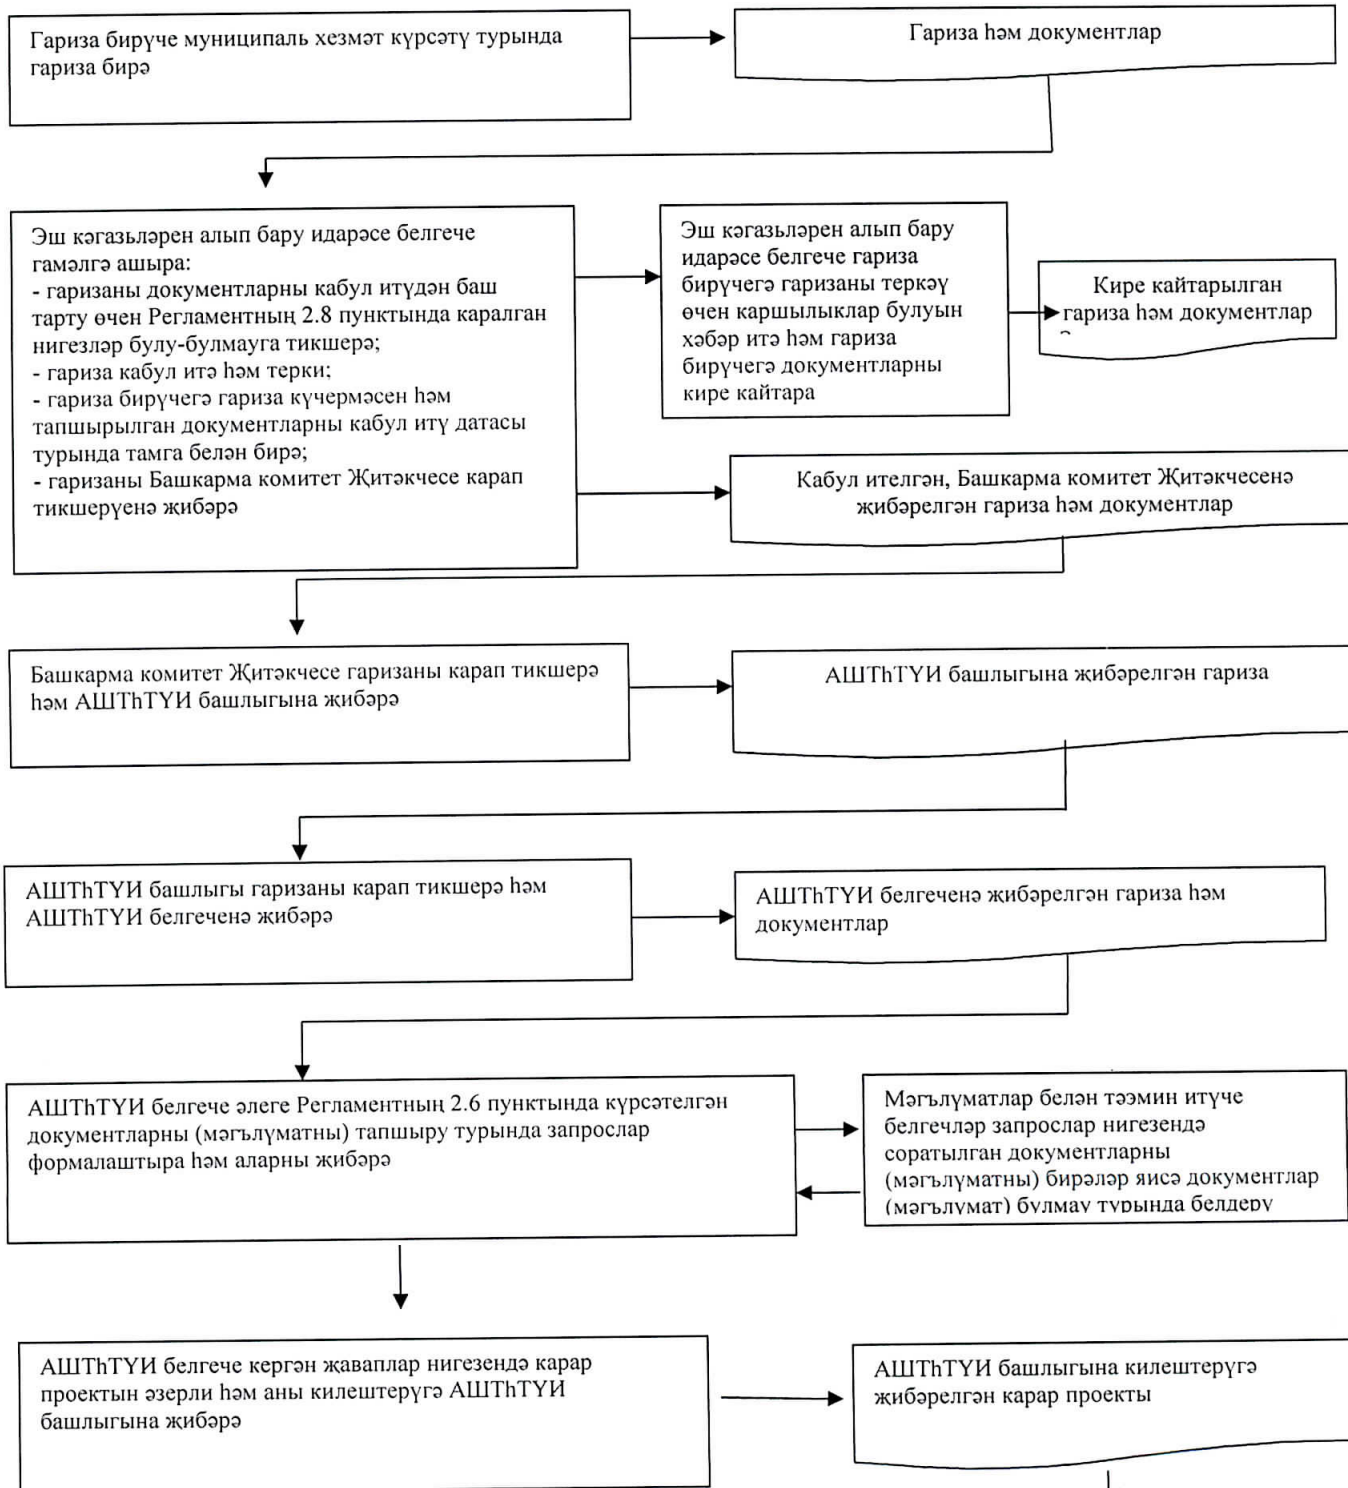 Гариза бирүче муниципаль хезмәт күрсәтү турында
гариза бирә
Гариза һәм документлар
Эш кәгазьләрен алып бару идарәсе белгече
гамәлгә ашыра:
- гаризаны документларны кабул итүдән баш
тарту өчен Регламентның 2.8 пунктында каралган
нигезләр булу-булмауга тикшерә;
- гариза кабул итә һәм терки;
- гариза бирүчегә гариза күчермәсен һәм
тапшырылган документларны кабул итү датасы
турында тамга белән бирә;
- гаризаны Башкарма комитет Җитәкчесе карап
тикшерүенә җибәрә
Эш кәгазьләрен алып бару
идарәсе белгече гариза
бирүчегә гаризаны теркәү
өчен каршылыклар булуын
хәбәр итә һәм гариза
бирүчегә документларны
кире кайтара
Кире кайтарылган
гариза һәм документлар
Кабул ителгән, Башкарма комитет Җитәкчесенә
җибәрелгән гариза һәм документлар
Башкарма комитет Җитәкчесе гаризаны карап тикшерә
һәм АШТһТҮИ башлыгына җибәрә
АШТһТҮИ башлыгына җибәрелгән гариза
АШТһТҮИ башлыгы гаризаны карап тикшерә һәм
АШТһТҮИ белгеченә җибәрә
АШТһТҮИ белгеченә җибәрелгән гариза һәм
документлар
АШТһТҮИ белгече әлеге Регламентның 2.6 пунктында күрсәтелгән
документларны (мәгълүматны) тапшыру турында запрослар
формалаштыра һәм аларны җибәрә
Мәгълүматлар белән тәэмин итүче
белгечләр запрослар нигезендә
соратылган документларны
(мәгълүматны) бирәләр яисә документлар
(мәгълүмат) булмау турында белдерү
АШТһТҮИ белгече кергән җаваплар нигезендә карар
проектын әзерли һәм аны килештерүгә АШТһТҮИ
башлыгына җибәрә
АШТһТҮИ башлыгына килештерүгә
җибәрелгән карар проекты